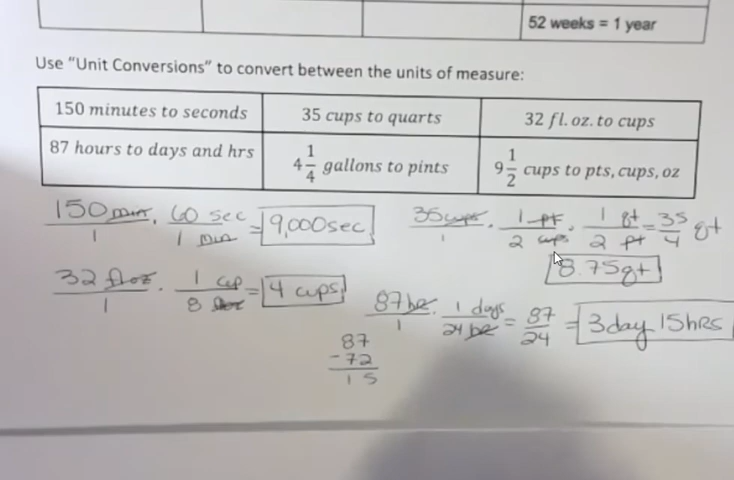 52 weeks = 1 year
Use "Unit Conversions" to convert between the units of measure:
150 minutes to seconds
35 cups to quarts
32 fl. oz. to cups
87 hours to days and hrs
4 1/4 gallons to pints
9 1/2 cups to pts, cups, oz
150 min/1 · 60 sec/1 min = 9,000 sec
35 cups/1 · 1 pt/2 cups · 1 qt/2 pt = 35/4 qt
8.75 qt
32 fl oz/1 · 1 cup/8 fl oz = 4 cups
87 hr/1 · 1 days/24 hr = 87/24 = 3 day 15 hrs
87
-72
15